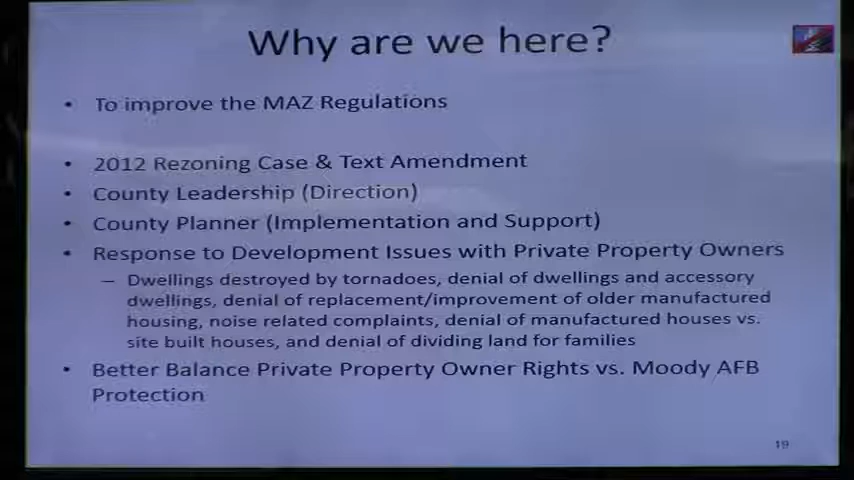 Why are we here?
• To improve the MAZ Regulations
• 2012 Rezoning Case & Text Amendment
• County Leadership (Direction)
• County Planner (Implementation and Support)
• Response to Development Issues with Private Property Owners
– Dwellings destroyed by tornadoes, denial of dwellings and accessory
dwellings, denial of replacement/improvement of older manufactured
housing, noise related complaints, denial of manufactured houses vs.
site built houses, and denial of dividing land for families
• Better Balance Private Property Owner Rights vs. Moody AFB
Protection
19